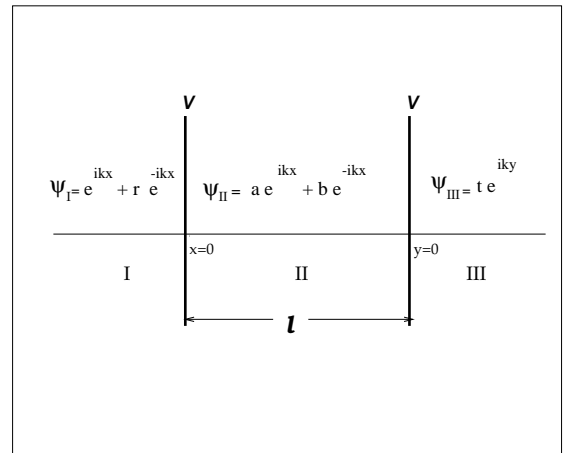 V V
ψ_I= e^ikx + r e^-ikx ψ_II= a e^ikx + b e^-ikx ψ_III= t e^iky
x=0 y=0
I II III
l